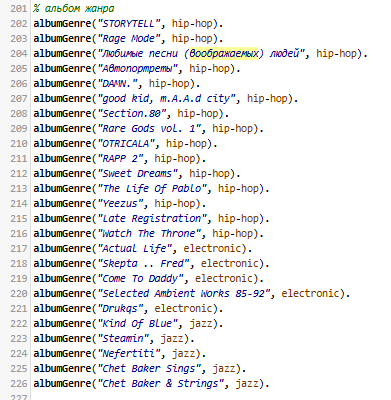 201 % альбом жанра
202 albumGenre("STORYTELL", hip-hop).
203 albumGenre("Rage Mode", hip-hop).
204 albumGenre("Любимые песни (воображаемых) людей", hip-hop).
205 albumGenre("Автопортреты", hip-hop).
206 albumGenre("DAMN.", hip-hop).
207 albumGenre("good kid, m.A.A.d city", hip-hop).
208 albumGenre("Section.80", hip-hop).
209 albumGenre("Rare Gods vol. 1", hip-hop).
210 albumGenre("OTRICALA", hip-hop).
211 albumGenre("RAPP 2", hip-hop).
212 albumGenre("Sweet Dreams", hip-hop).
213 albumGenre("The Life Of Pablo", hip-hop).
214 albumGenre("Yeezus", hip-hop).
215 albumGenre("Late Registration", hip-hop).
216 albumGenre("Watch The Throne", hip-hop).
217 albumGenre("Actual Life", electronic).
218 albumGenre("Skepta .. Fred", electronic).
219 albumGenre("Come To Daddy", electronic).
220 albumGenre("Selected Ambient Works 85-92", electronic).
221 albumGenre("Drukqs", electronic).
222 albumGenre("Kind Of Blue", jazz).
223 albumGenre("Steamin", jazz).
224 albumGenre("Nefertiti", jazz).
225 albumGenre("Chet Baker Sings", jazz).
226 albumGenre("Chet Baker & Strings", jazz).
227